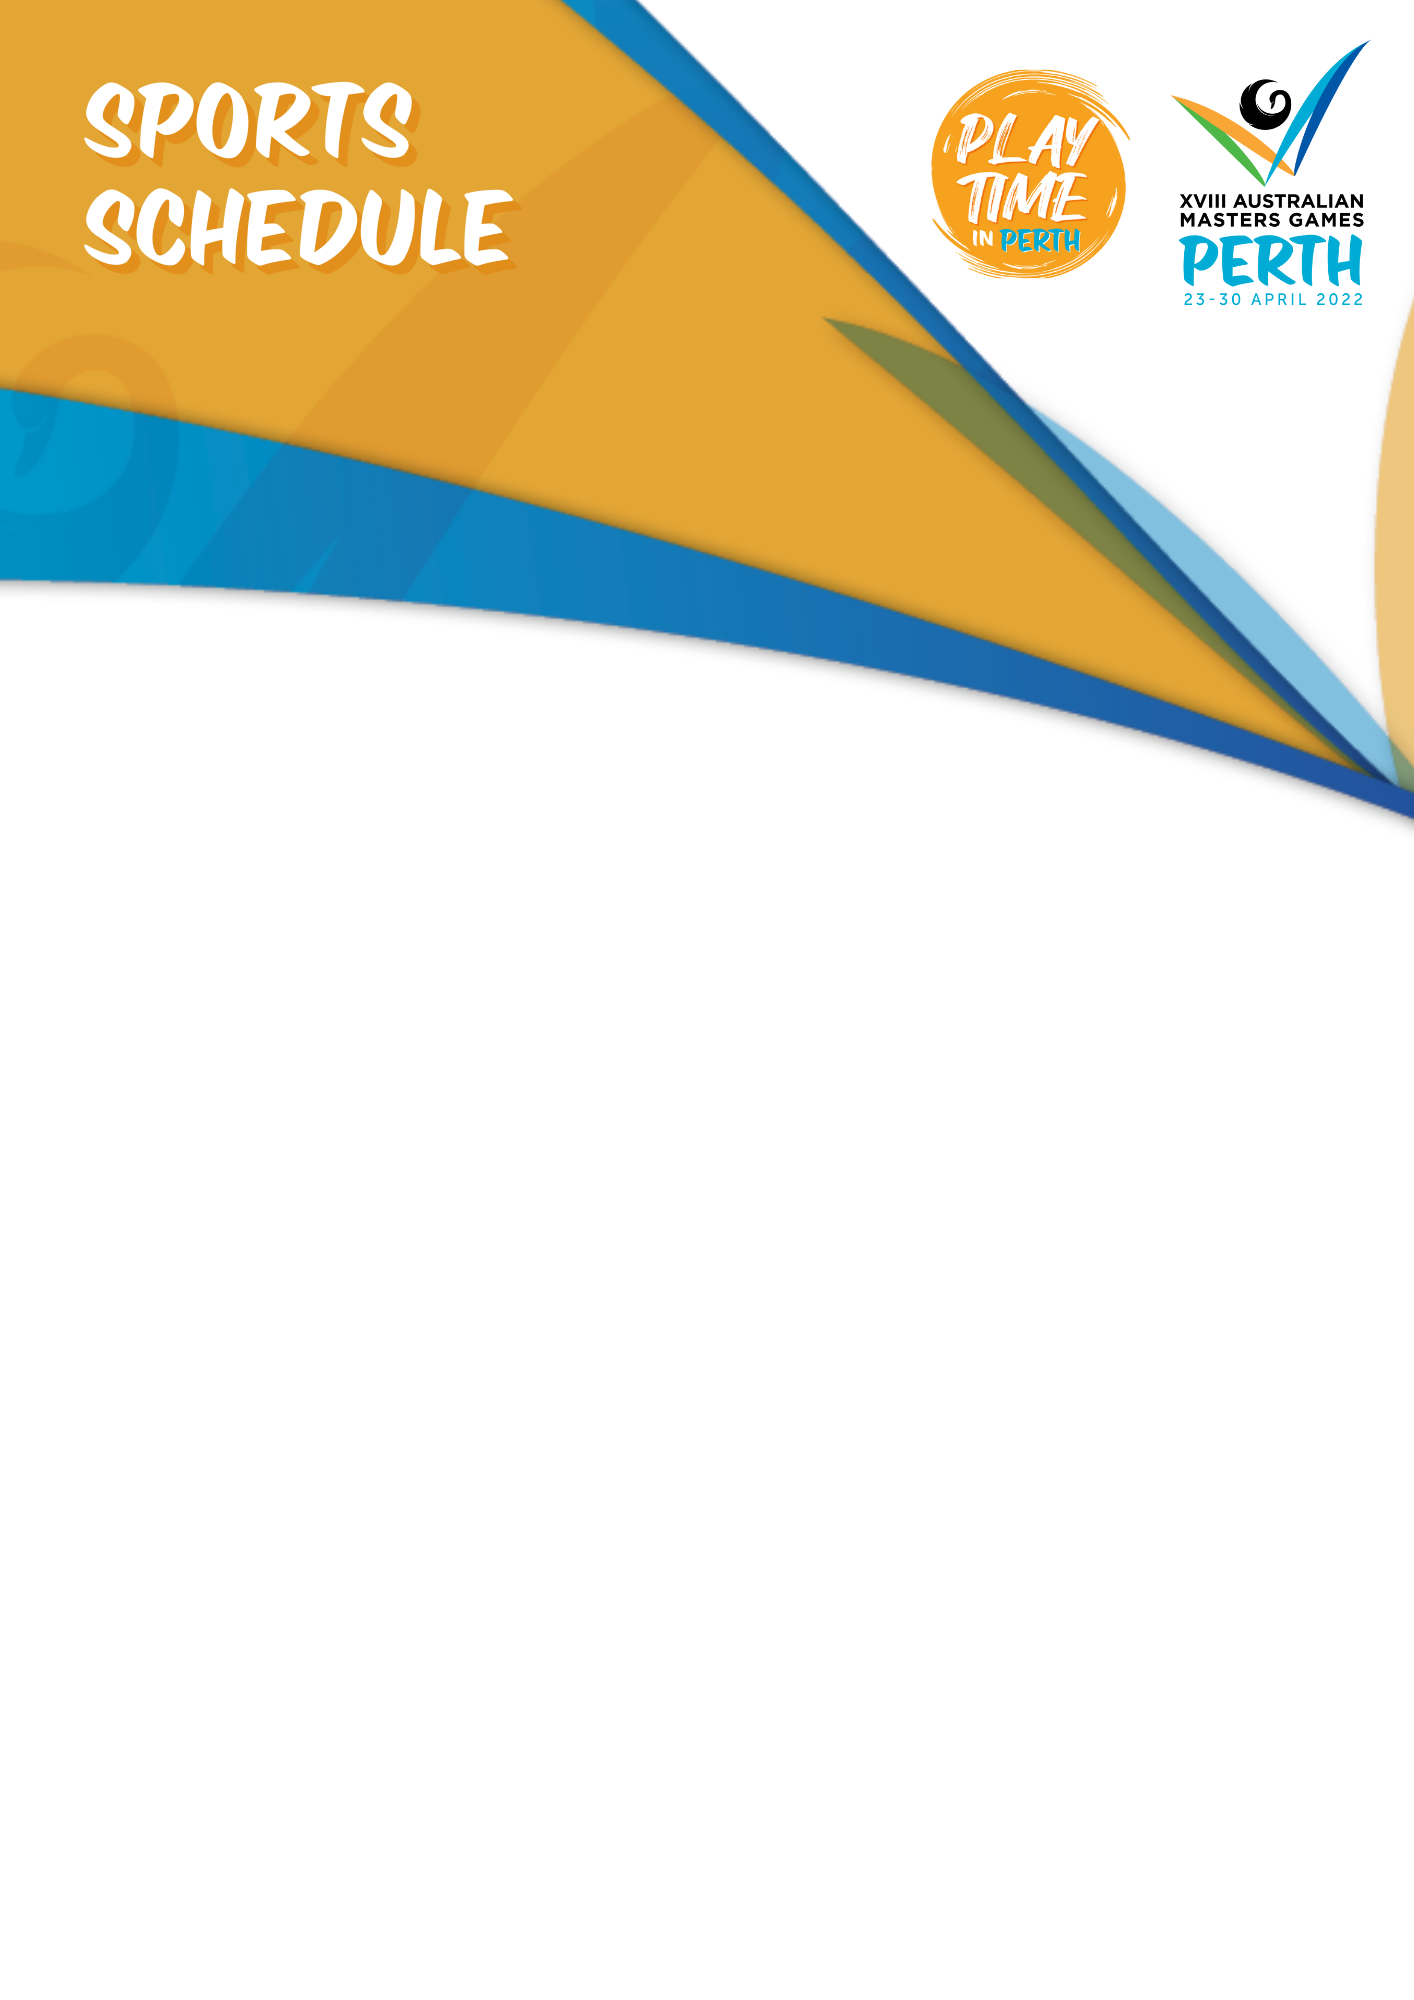 SPORTS
SCHEDULE
PLAY
TIME
IN PERTH
XVIII AUSTRALIAN
MASTERS GAMES
PERTH
23-30 APRIL 2022